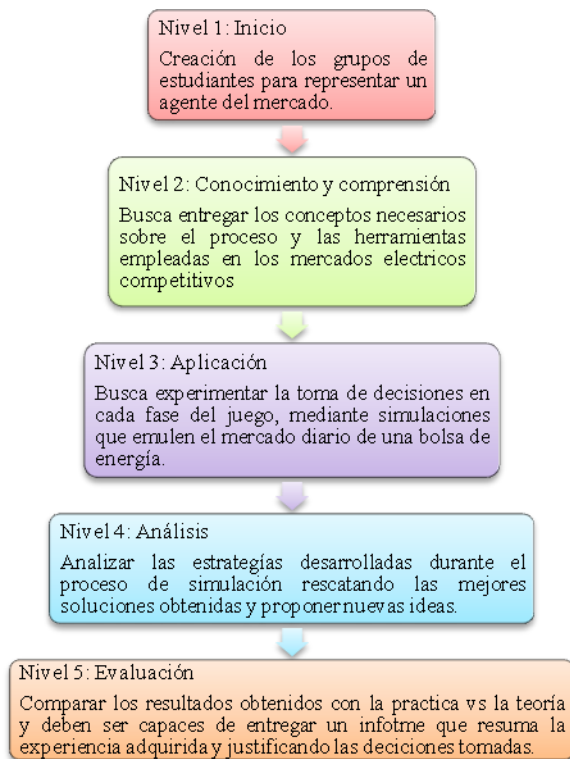 Nivel 1: Inicio
Creación de los grupos de
estudiantes para representar un
agente del mercado.
Nivel 2: Conocimiento y comprensión
Busca entregar los conceptos necesarios
sobre el proceso y las herramientas
empleadas en los mercados electricos
competitivos
Nivel 3: Aplicación
Busca experimentar la toma de decisiones en
cada fase del juego, mediante simulaciones
que emulen el mercado diario de una bolsa de
energía.
Nivel 4: Análisis
Analizar las estrategías desarrolladas durante el
proceso de simulación rescatando las mejores
soluciones obtenidas y proponer nuevas ideas.
Nivel 5: Evaluación
Comparar los resultados obtenidos con la practica vs la teoría
y deben ser capaces de entregar un infotme que resuma la
experiencia adquirida y justificando las deciciones tomadas.